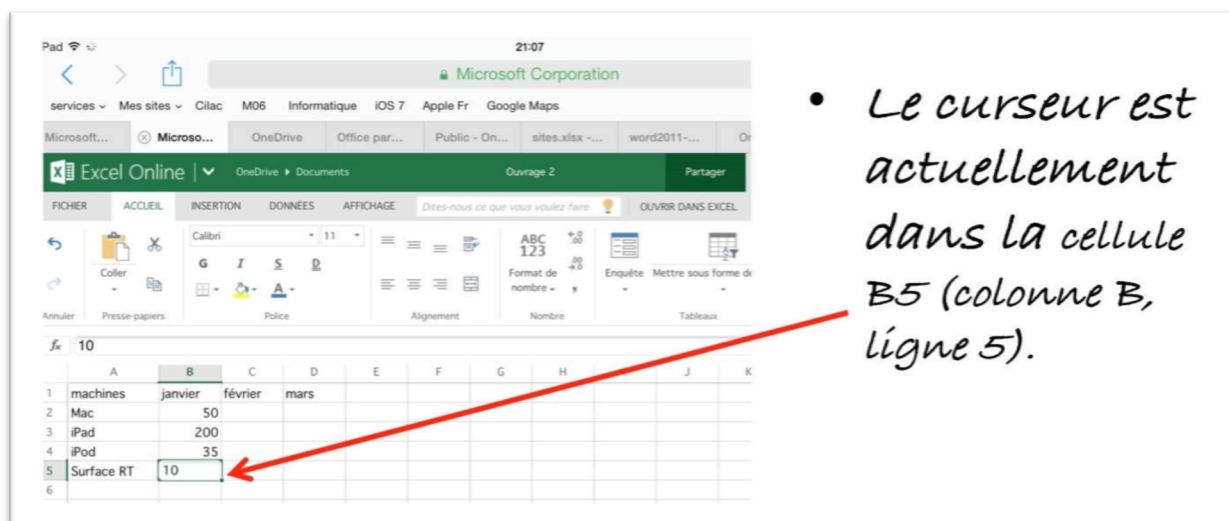 Pad 21:07
Microsoft Corporation
services Mes sites Cilac M06 Informatique iOS 7 Apple Fr Google Maps
Microsoft... Microso... OneDrive Office par... Public - On... sites.xlsx -... word2011-...
Excel Online | OneDrive Documents Ouvrage 2 Partager
FICHIER ACCUEIL INSERTION DONNÉES AFFICHAGE Dites-nous ce que vous voulez faire OUVRIR DANS EXCEL
Calibri 11 ABC
123
G I S D
Coller Format de Enquête Mettre sous forme de
nombre
Annuler Presse-papiers Police Alignement Nombre Tableaux
fx 10
A B C D E F G H J K
1 machines janvier février mars
2 Mac 50
3 iPad 200
4 iPod 35
5 Surface RT 10
6
• Le curseur est
actuellement
dans la cellule
B5 (colonne B,
ligne 5).